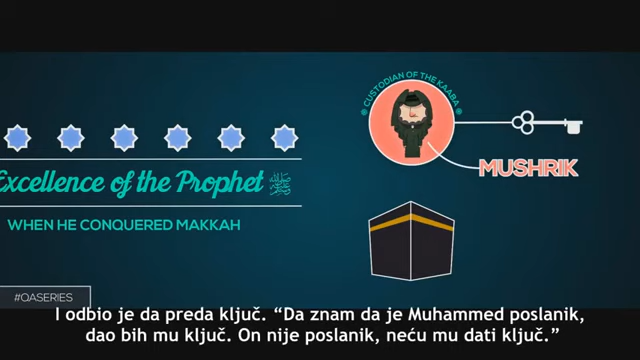 CUSTODIAN OF THE KAABA
MUSHRIK
Excellence of the Prophet ﷺ
WHEN HE CONQUERED MAKKAH
#QASERIES
I odbio je da preda ključ. “Da znam da je Muhammed poslanik,
dao bih mu ključ. On nije poslanik, neću mu dati ključ.”